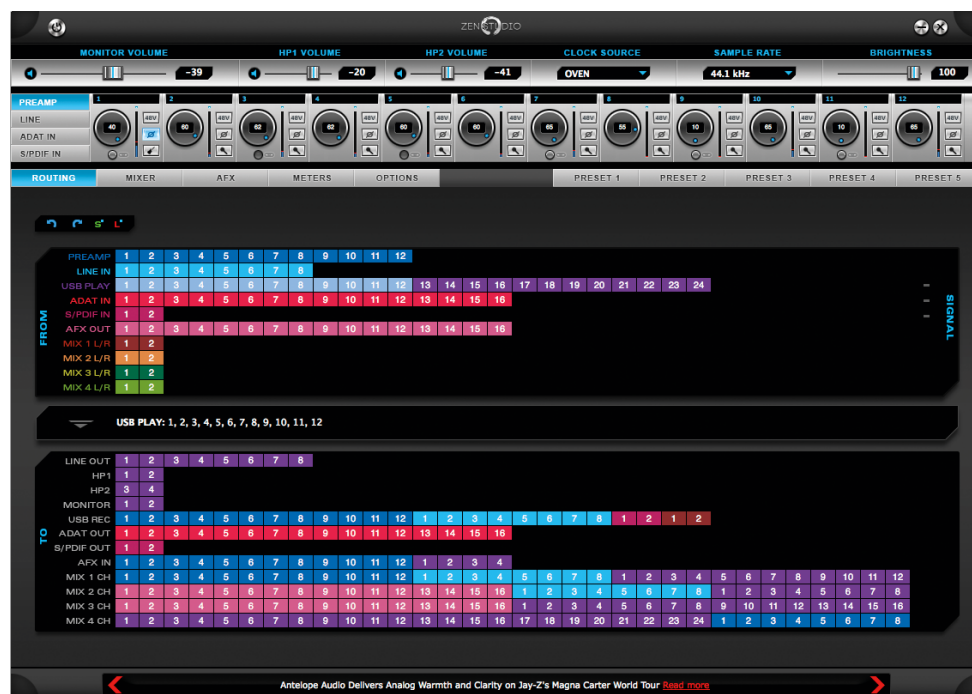 ZENSTUDIO
MONITOR VOLUME HP1 VOLUME HP2 VOLUME CLOCK SOURCE SAMPLE RATE BRIGHTNESS
-39 -20 -41 OVEN 44.1 kHz 100
PREAMP 1 2 3 4 5 6 7 8 9 10 11 12
48V 48V 48V 48V 48V 48V 48V 48V 48V 48V 48V 48V
LINE
40 60 62 62 60 60 65 55 10 65 10 65
ADAT IN
S/PDIF IN
ROUTING MIXER AFX METERS OPTIONS PRESET 1 PRESET 2 PRESET 3 PRESET 4 PRESET 5
S L
PREAMP 1 2 3 4 5 6 7 8 9 10 11 12
LINE IN 1 2 3 4 5 6 7 8
USB PLAY 1 2 3 4 5 6 7 8 9 10 11 12 13 14 15 16 17 18 19 20 21 22 23 24
ADAT IN 1 2 3 4 5 6 7 8 9 10 11 12 13 14 15 16
S/PDIF IN 1 2
AFX OUT 1 2 3 4 5 6 7 8 9 10 11 12 13 14 15 16
MIX 1 L/R 1 2
MIX 2 L/R 1 2
MIX 3 L/R 1 2
MIX 4 L/R 1 2
FROM
SIGNAL
USB PLAY: 1, 2, 3, 4, 5, 6, 7, 8, 9, 10, 11, 12
LINE OUT 1 2 3 4 5 6 7 8
HP1 1 2
HP2 3 4
MONITOR 1 2
USB REC 1 2 3 4 5 6 7 8 9 10 11 12 1 2 3 4 5 6 7 8 1 2 1 2
ADAT OUT 1 2 3 4 5 6 7 8 9 10 11 12 13 14 15 16
S/PDIF OUT 1 2
AFX IN 1 2 3 4 5 6 7 8 9 10 11 12 1 2 3 4
MIX 1 CH 1 2 3 4 5 6 7 8 9 10 11 12 1 2 3 4 5 6 7 8 1 2 3 4 5 6 7 8 9 10 11 12
MIX 2 CH 1 2 3 4 5 6 7 8 9 10 11 12 13 14 15 16 1 2 3 4 5 6 7 8 1 2 3 4 5 6 7 8
MIX 3 CH 1 2 3 4 5 6 7 8 9 10 11 12 13 14 15 16 1 2 3 4 5 6 7 8 9 10 11 12 13 14 15 16
MIX 4 CH 1 2 3 4 5 6 7 8 9 10 11 12 13 14 15 16 17 18 19 20 21 22 23 24 1 2 3 4 5 6 7 8
TO
Antelope Audio Delivers Analog Warmth and Clarity on Jay-Z's Magna Carter World Tour Read more